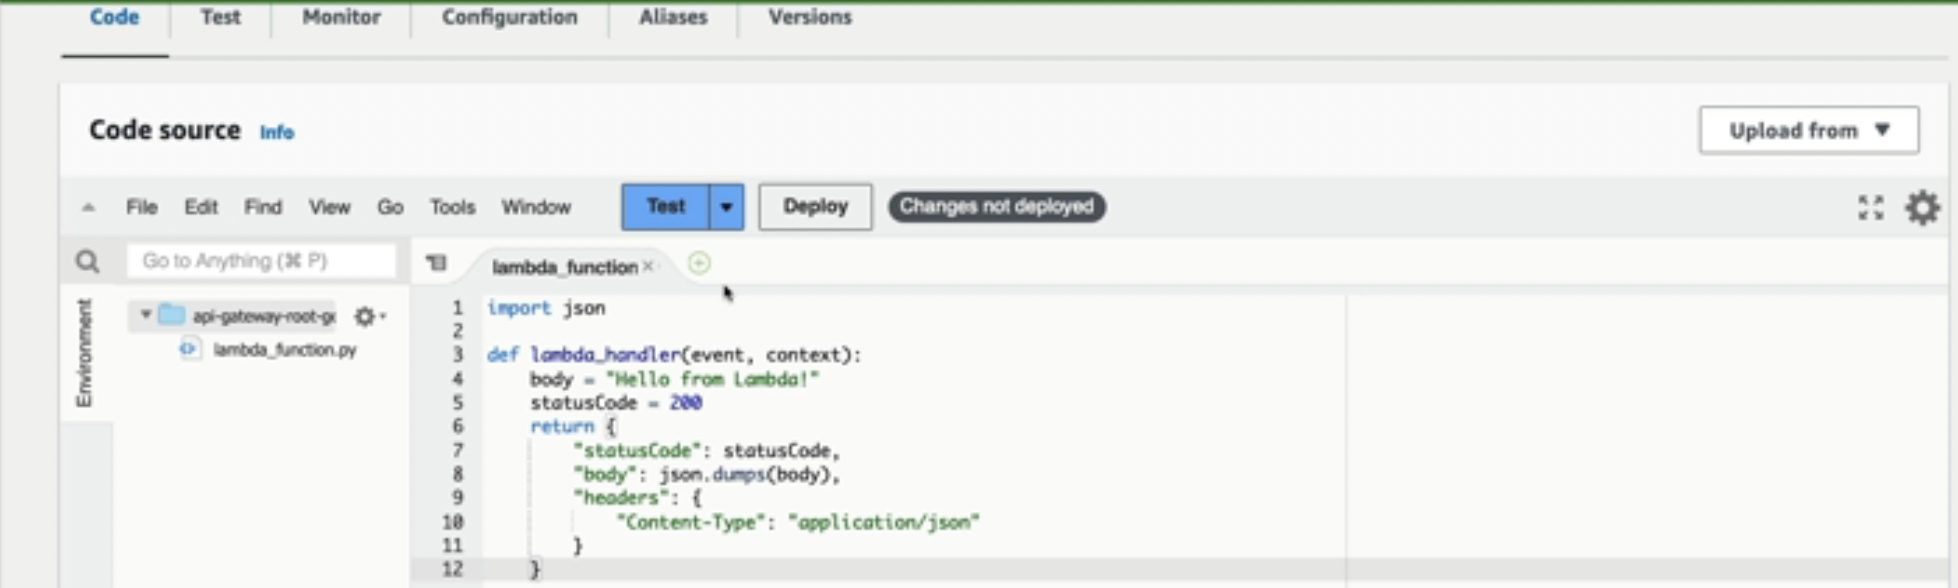 Code Test Monitor Configuration Aliases Versions
Code source Info
Upload from
File Edit Find View Go Tools Window Test Deploy Changes not deployed
Go to Anything (⌘ P)
lambda_function
Environment
api-gateway-root-g
lambda_function.py
1 import json
2
3 def lambda_handler(event, context):
4     body = "Hello from Lambda!"
5     statusCode = 200
6     return {
7         "statusCode": statusCode,
8         "body": json.dumps(body),
9         "headers": {
10             "Content-Type": "application/json"
11         }
12     }